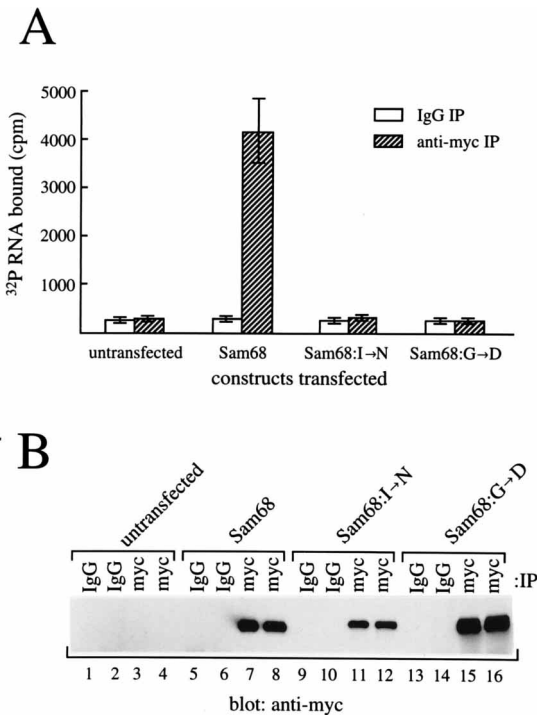 A
5000
4000
3000
2000
1000
³²P RNA bound (cpm)
IgG IP
anti-myc IP
untransfected Sam68 Sam68:I→N Sam68:G→D
constructs transfected
B
untransfected Sam68 Sam68:I→N Sam68:G→D
IgG IgG myc myc IgG IgG myc myc IgG IgG myc myc IgG IgG myc myc :IP
1 2 3 4 5 6 7 8 9 10 11 12 13 14 15 16
blot: anti-myc